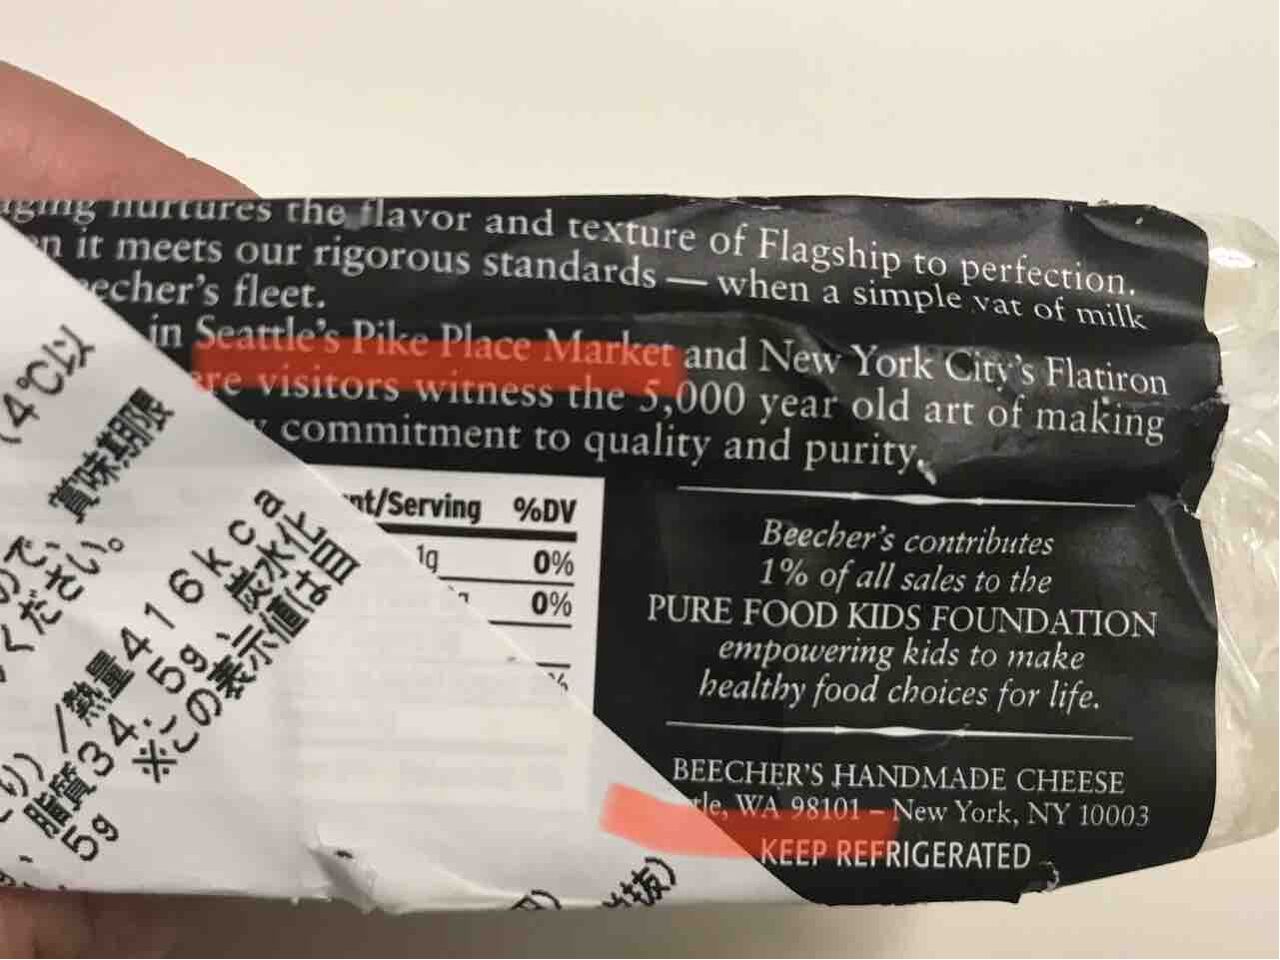 nurtures the flavor and texture of Flagship to perfection.
it meets our rigorous standards — when a simple vat of milk
fleet.
in Seattle's Pike Place Market and New York City's Flatiron
visitors witness the 5,000 year old art of making
commitment to quality and purity.
/Serving %DV
1g 0%
0%
Beecher's contributes
1% of all sales to the
PURE FOOD KIDS FOUNDATION
empowering kids to make
healthy food choices for life.
BEECHER'S HANDMADE CHEESE
WA 98101 – New York, NY 10003
KEEP REFRIGERATED
(4℃以
賞味期限
ので、
ください。
/熱量416kca
脂質34.5g、炭水化
5g
※この表示値は目
抜)